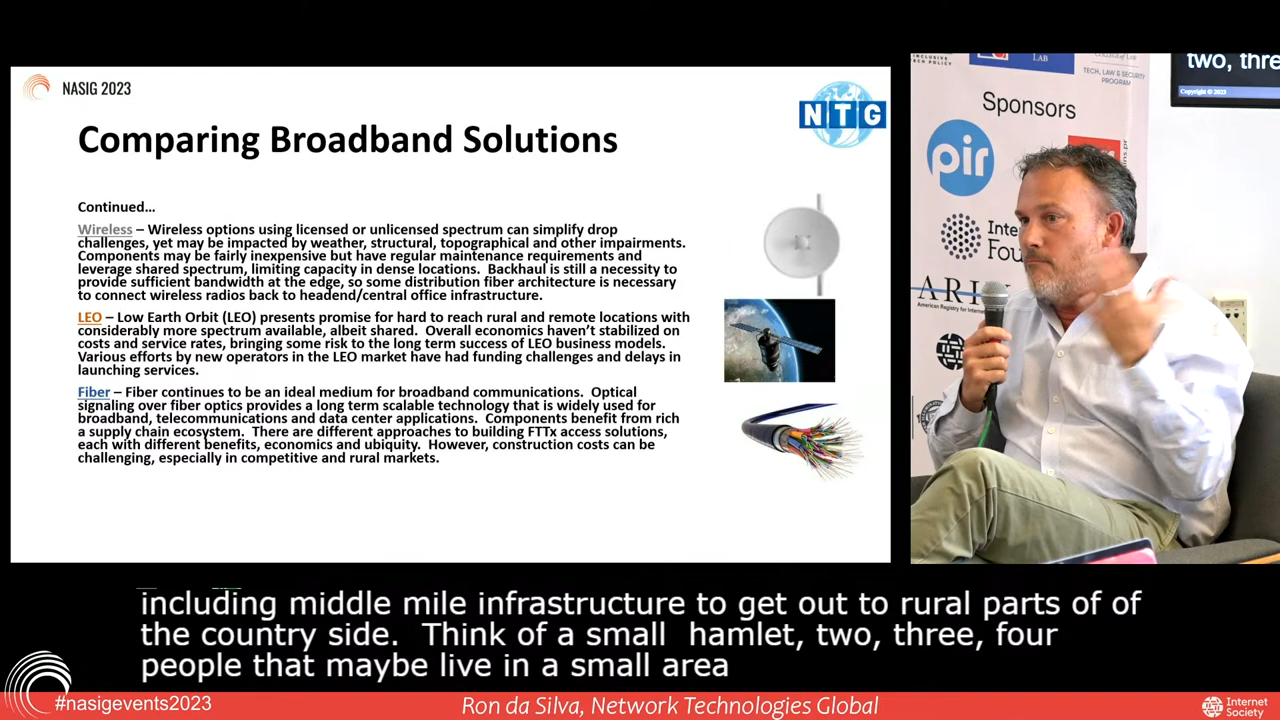 NASIG 2023
NTG
Comparing Broadband Solutions
Continued…
Wireless – Wireless options using licensed or unlicensed spectrum can simplify drop
challenges, yet may be impacted by weather, structural, topographical and other impairments.
Components may be fairly inexpensive but have regular maintenance requirements and
leverage shared spectrum, limiting capacity in dense locations.  Backhaul is still a necessity to
provide sufficient bandwidth at the edge, so some distribution fiber architecture is necessary
to connect wireless radios back to headend/central office infrastructure.
LEO – Low Earth Orbit (LEO) presents promise for hard to reach rural and remote locations with
considerably more spectrum available, albeit shared.  Overall economics haven't stabilized on
costs and service rates, bringing some risk to the long term success of LEO business models.
Various efforts by new operators in the LEO market have had funding challenges and delays in
launching services.
Fiber – Fiber continues to be an ideal medium for broadband communications.  Optical
signaling over fiber optics provides a long term scalable technology that is widely used for
broadband, telecommunications and data center applications.  Components benefit from rich
a supply chain ecosystem.  There are different approaches to building FTTx access solutions,
each with different benefits, economics and ubiquity.  However, construction costs can be
challenging, especially in competitive and rural markets.
LAB
TECH, LAW & SECURITY
PROGRAM
two, thre
Copyright © 2023
Sponsors
pir
Inter
Fou
ARI
American Registry for Inter
including middle mile infrastructure to get out to rural parts of of
the country side.  Think of a small  hamlet, two, three, four
people that maybe live in a small area
#nasigevents2023
Ron da Silva, Network Technologies Global
Internet
Society